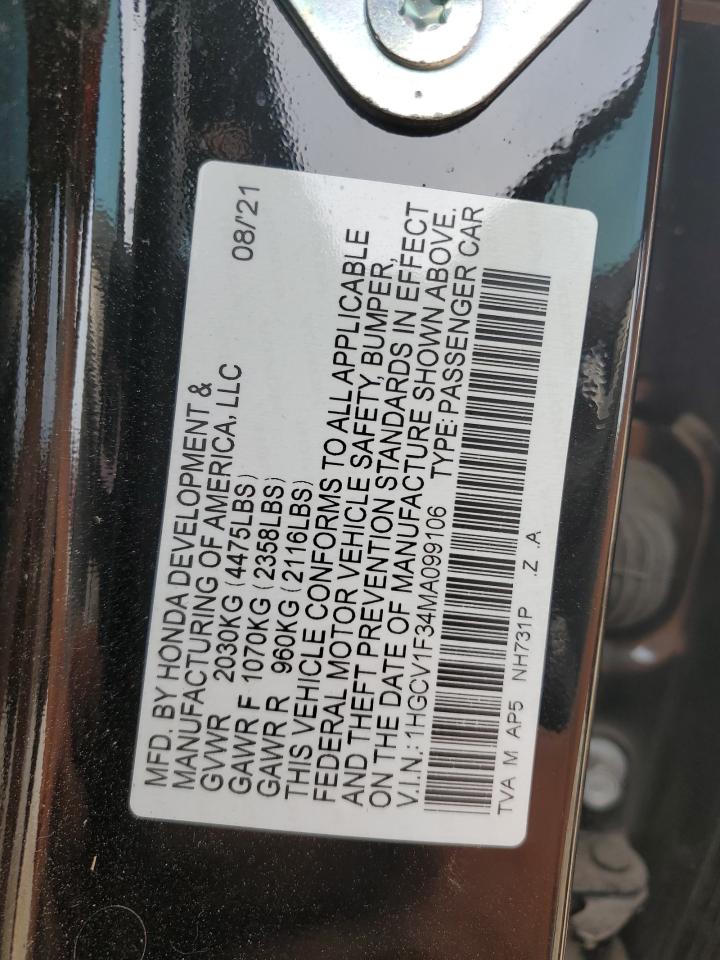 MFD. BY HONDA DEVELOPMENT &
MANUFACTURING OF AMERICA, LLC 08/'21
GVWR 2030KG (4475LBS)
GAWR F 1070KG (2358LBS)
GAWR R 960KG (2116LBS)
THIS VEHICLE CONFORMS TO ALL APPLICABLE
FEDERAL MOTOR VEHICLE SAFETY, BUMPER,
AND THEFT PREVENTION STANDARDS IN EFFECT
ON THE DATE OF MANUFACTURE SHOWN ABOVE.
V.I.N.: 1HGCV1F34MA099106 TYPE: PASSENGER CAR
TVA M AP5 NH731P .Z .A